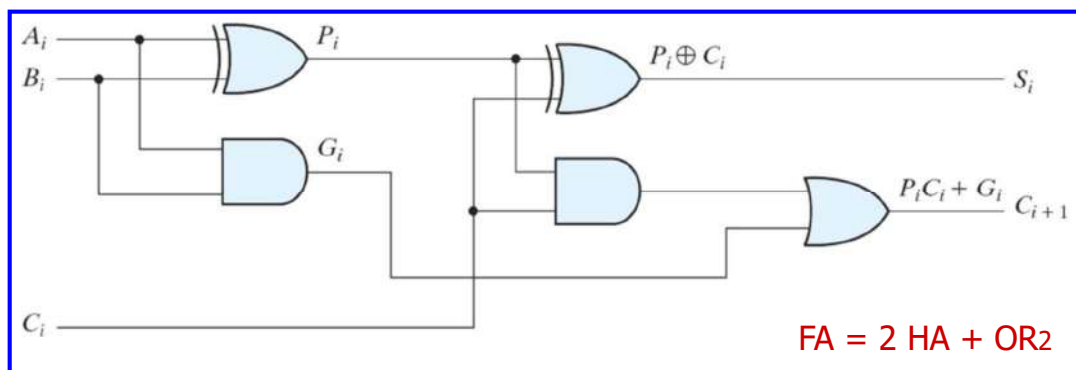 Aᵢ
Pᵢ
Pᵢ ⊕ Cᵢ
Bᵢ
Sᵢ
Gᵢ
PᵢCᵢ + Gᵢ
Cᵢ₊₁
Cᵢ
FA = 2 HA + OR2